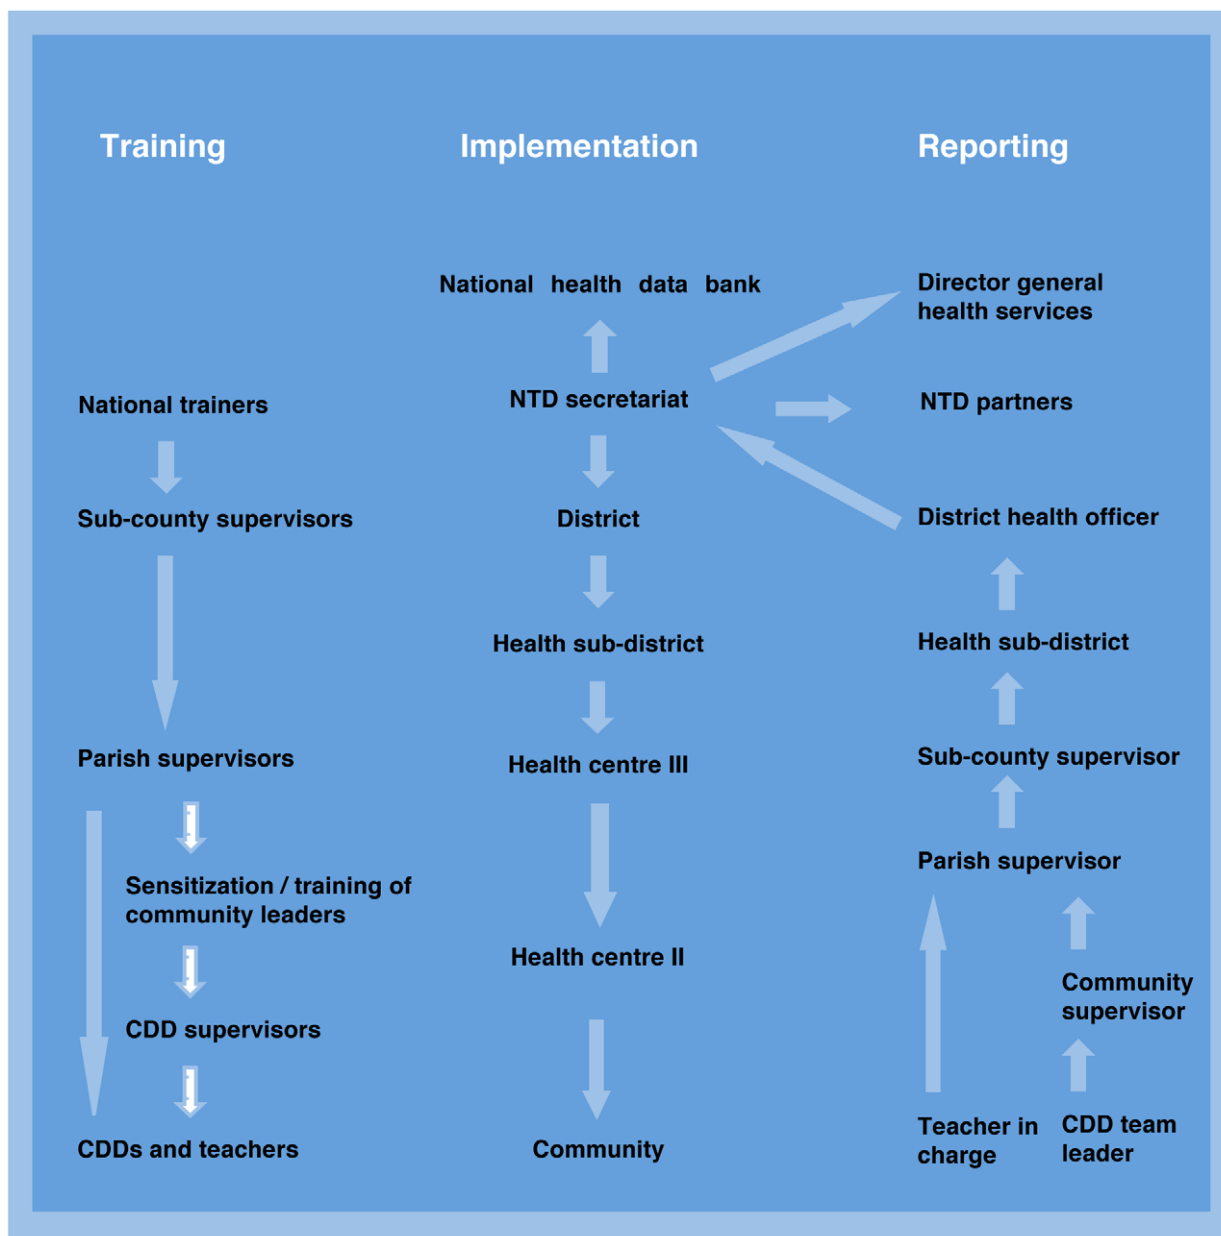 Training
Implementation
Reporting
National trainers
Sub-county supervisors
Parish supervisors
Sensitization / training of
community leaders
CDD supervisors
CDDs and teachers
National health data bank
NTD secretariat
District
Health sub-district
Health centre III
Health centre II
Community
Director general
health services
NTD partners
District health officer
Health sub-district
Sub-county supervisor
Parish supervisor
Community
supervisor
Teacher in
charge
CDD team
leader